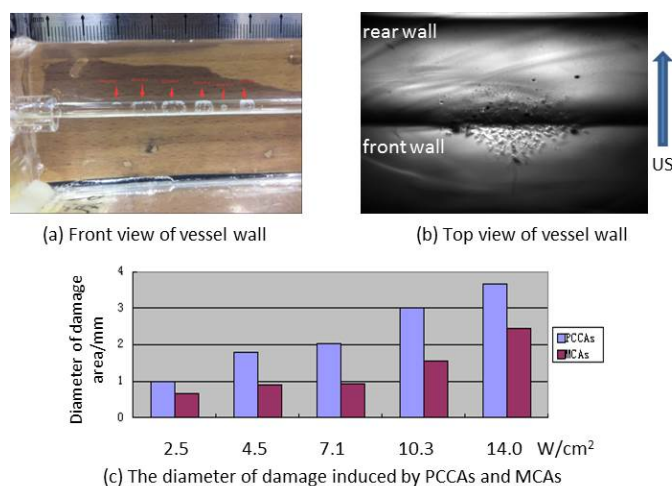 rear wall
front wall
US
(a) Front view of vessel wall
(b) Top view of vessel wall
Diameter of damage
area/mm
4
3
2
1
0
PCCAs
MCAs
2.5 4.5 7.1 10.3 14.0 W/cm²
(c) The diameter of damage induced by PCCAs and MCAs